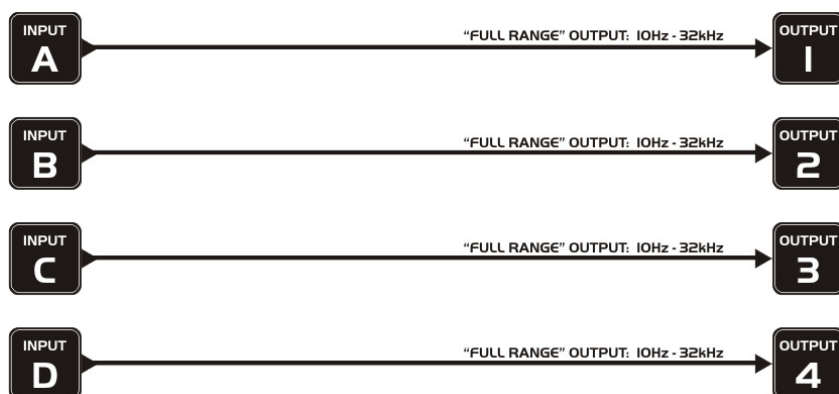 INPUT
A
"FULL RANGE" OUTPUT: 10Hz - 32kHz
OUTPUT
1
INPUT
B
"FULL RANGE" OUTPUT: 10Hz - 32kHz
OUTPUT
2
INPUT
C
"FULL RANGE" OUTPUT: 10Hz - 32kHz
OUTPUT
3
INPUT
D
"FULL RANGE" OUTPUT: 10Hz - 32kHz
OUTPUT
4